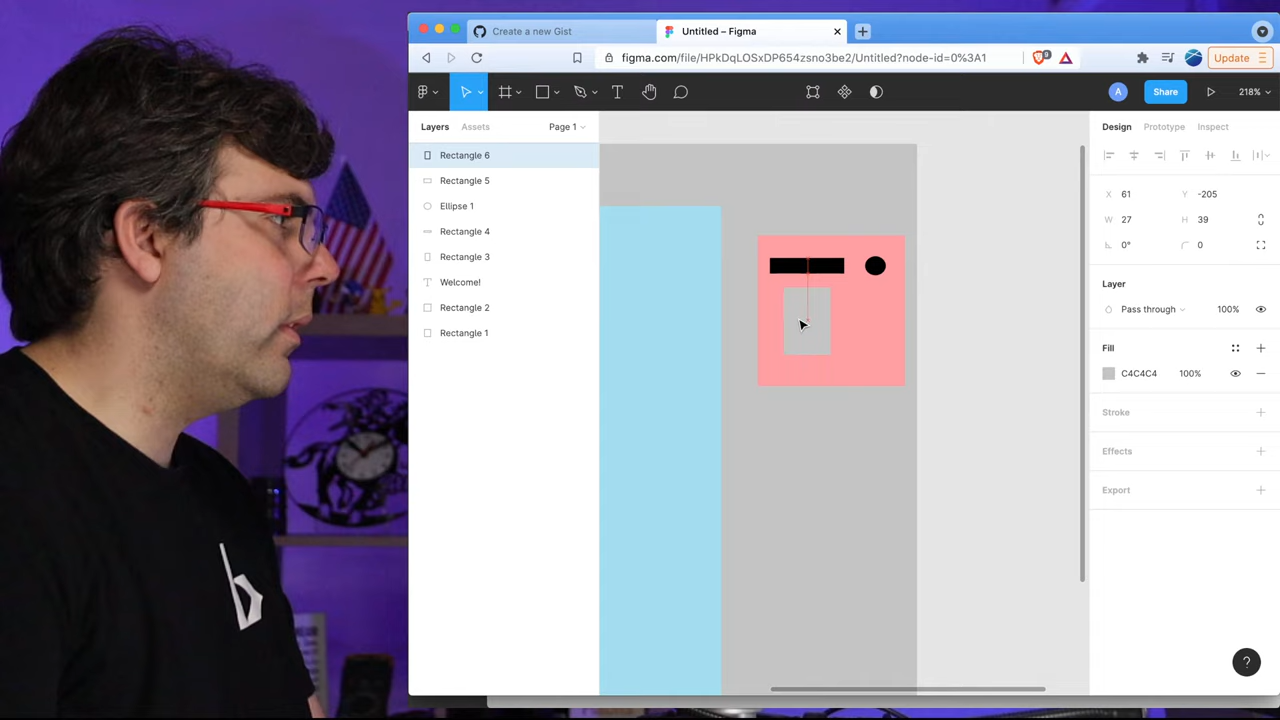 Create a new Gist
Untitled – Figma
figma.com/file/HPkDqLOSxDP654zsno3be2/Untitled?node-id=0%3A1
9
Update
A
Share
218%
Layers
Assets
Page 1
Design
Prototype
Inspect
Rectangle 6
Rectangle 5
Ellipse 1
Rectangle 4
Rectangle 3
Welcome!
Rectangle 2
Rectangle 1
X 61
Y -205
W 27
H 39
0°
0
Layer
Pass through
100%
Fill
C4C4C4
100%
Stroke
Effects
Export
?
b